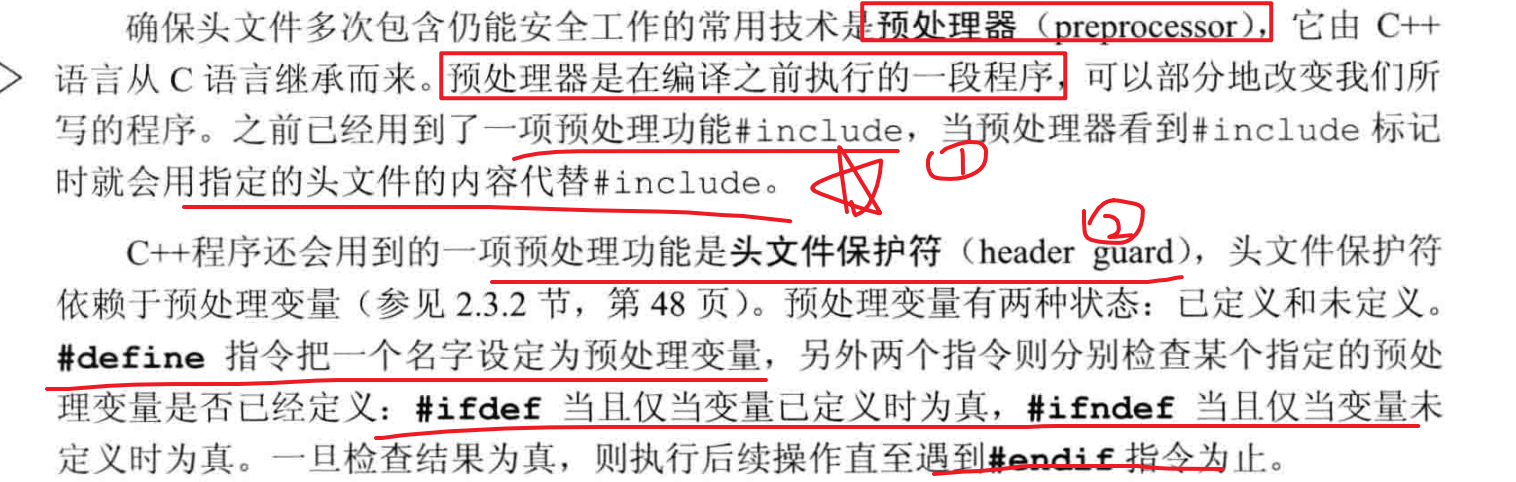 确保头文件多次包含仍能安全工作的常用技术是预处理器（preprocessor），它由 C++
语言从 C 语言继承而来。预处理器是在编译之前执行的一段程序，可以部分地改变我们所
写的程序。之前已经用到了一项预处理功能#include，当预处理器看到#include 标记
时就会用指定的头文件的内容代替#include。
①
②
C++程序还会用到的一项预处理功能是头文件保护符（header guard），头文件保护符
依赖于预处理变量（参见 2.3.2 节，第 48 页）。预处理变量有两种状态：已定义和未定义。
#define 指令把一个名字设定为预处理变量，另外两个指令则分别检查某个指定的预处
理变量是否已经定义：#ifdef 当且仅当变量已定义时为真，#ifndef 当且仅当变量未
定义时为真。一旦检查结果为真，则执行后续操作直至遇到#endif 指令为止。